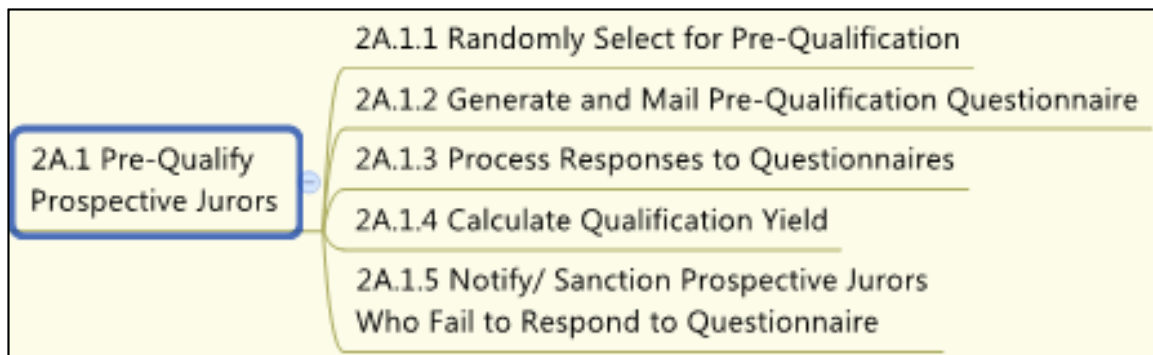 2A.1 Pre-Qualify
Prospective Jurors
2A.1.1 Randomly Select for Pre-Qualification
2A.1.2 Generate and Mail Pre-Qualification Questionnaire
2A.1.3 Process Responses to Questionnaires
2A.1.4 Calculate Qualification Yield
2A.1.5 Notify/ Sanction Prospective Jurors
Who Fail to Respond to Questionnaire